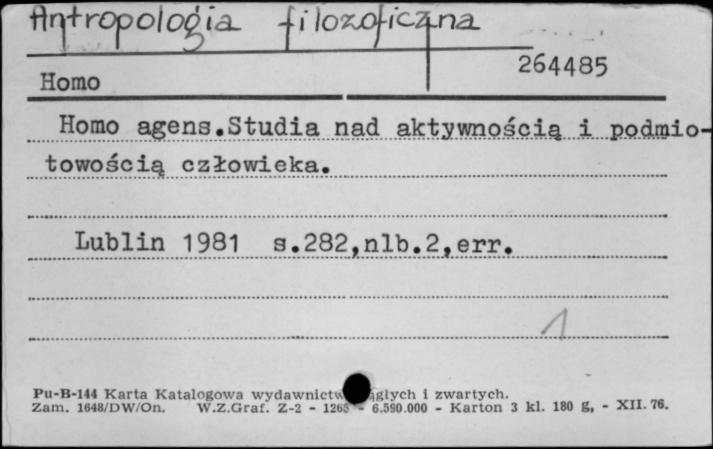 Antropologia filozoficzna
264485
Homo
Homo agens.Studia nad aktywnością i podmio-
towością człowieka.
Lublin 1981 s.282,nlb.2,err.
1
Pu-B-144 Karta Katalogowa wydawnictw ągłych i zwartych.
Zam. 1648/DW/On. W.Z.Graf. Z-2 - 1265 - 6.590.000 - Karton 3 kl. 180 g, - XII. 76.